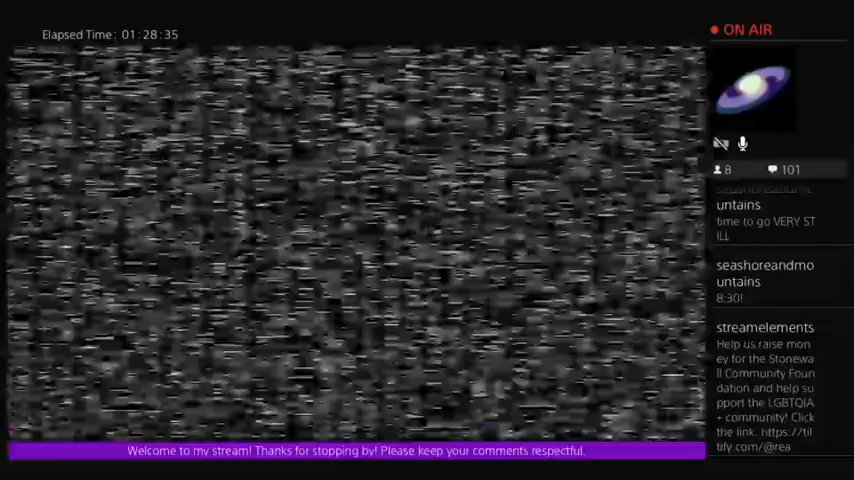 Elapsed Time: 01:28:35
ON AIR
8 101
untains
time to go VERY ST
ILL
seashoreandmo
untains
8:30!
streamelements
Help us raise mon
ey for the Stonewa
ll Community Foun
dation and help su
pport the LGBTQIA
+ community! Click
the link. https://til
tify.com/@rea
Welcome to my stream! Thanks for stopping by! Please keep your comments respectful.